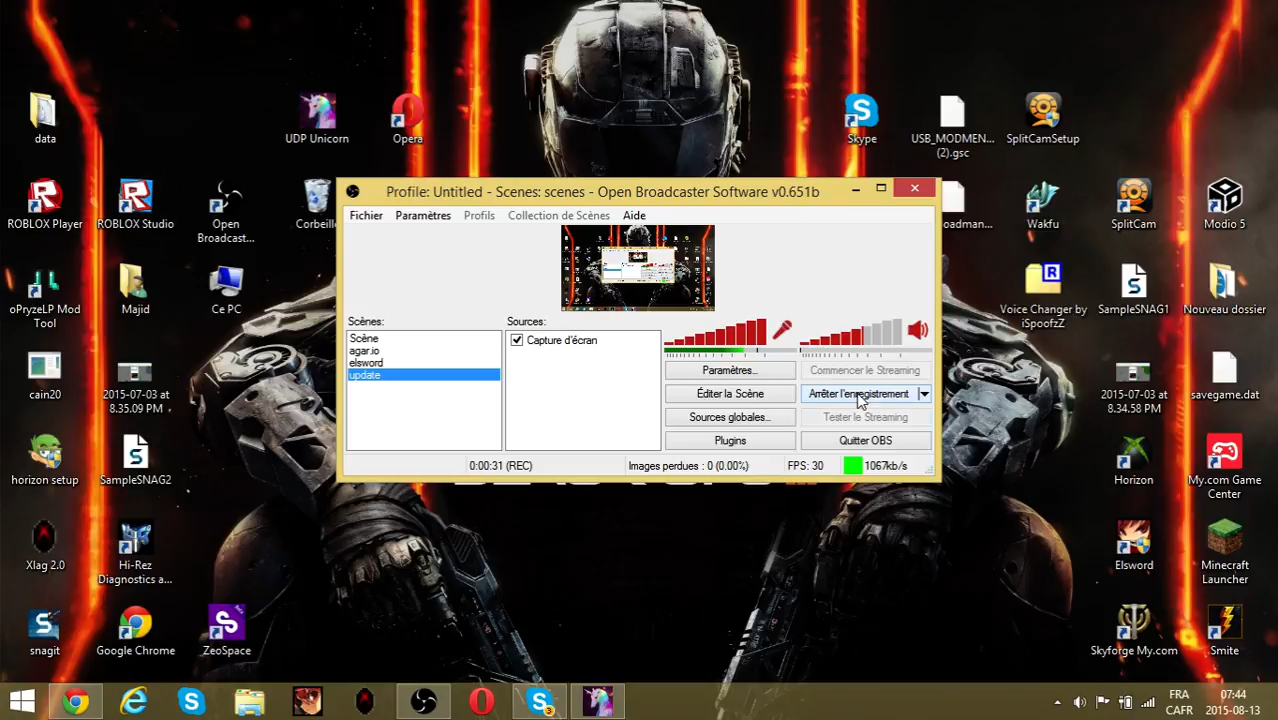 data
UDP Unicorn
Opera
Skype
USB_MODMEN...
(2).gsc
SplitCamSetup
ROBLOX Player
ROBLOX Studio
Open
Broadcast...
Corbeille
Wakfu
SplitCam
Modio 5
oPryzeLP Mod
Tool
Majid
Ce PC
Voice Changer by
iSpoofzZ
SampleSNAG1
Nouveau dossier
cain20
2015-07-03 at
8.35.09 PM
2015-07-03 at
8.34.58 PM
savegame.dat
horizon setup
SampleSNAG2
Horizon
My.com Game
Center
Xlag 2.0
Hi-Rez
Diagnostics a...
Elsword
Minecraft
Launcher
snagit
Google Chrome
ZeoSpace
Beta
Skyforge My.com
Smite
Profile: Untitled - Scenes: scenes - Open Broadcaster Software v0.651b
Fichier Paramètres Profils Collection de Scènes Aide
Scènes:
Sources:
Scène
agar.io
elsword
update
Capture d'écran
Paramètres...
Commencer le Streaming
Éditer la Scène
Arrêter l'enregistrement
Sources globales...
Tester le Streaming
Plugins
Quitter OBS
0:00:31 (REC)
Images perdues : 0 (0.00%)
FPS: 30
1067kb/s
3
FRA
CAFR
07:44
2015-08-13